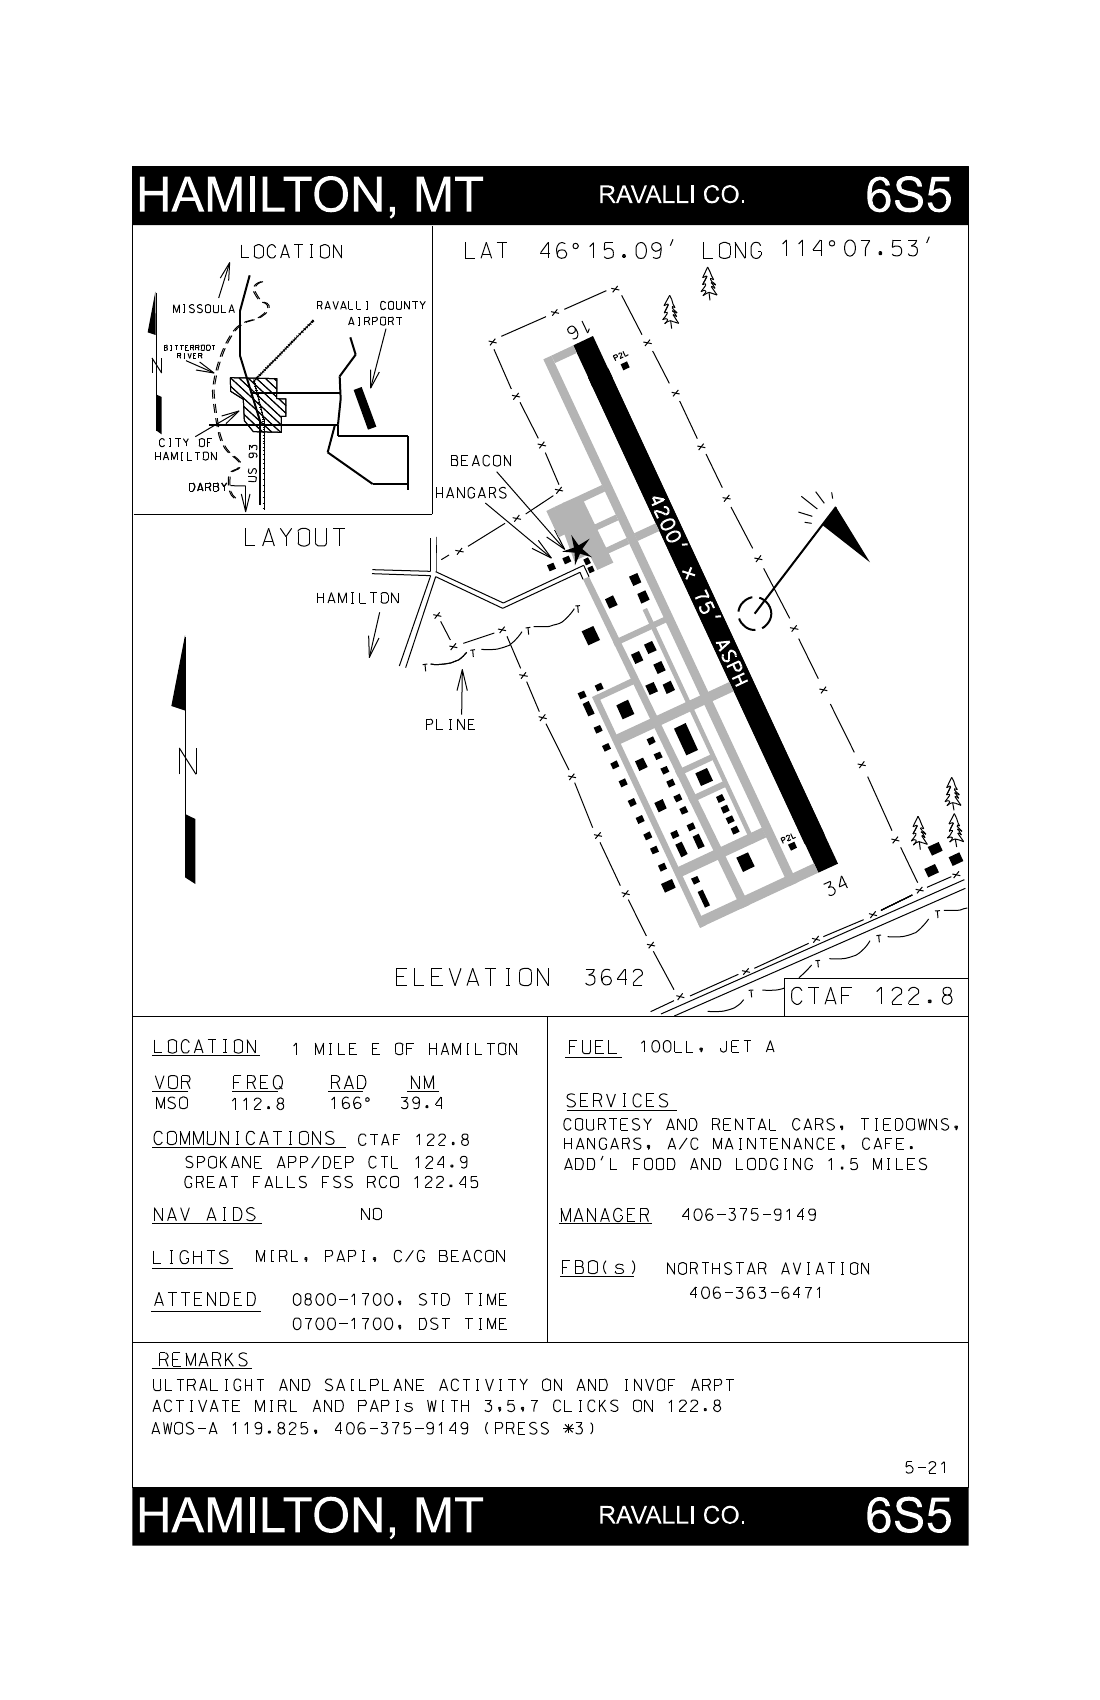 HAMILTON, MT RAVALLI CO. 6S5
LOCATION
MISSOULA
RAVALLI COUNTY
AIRPORT
BITTERROOT
RIVER
N
CITY OF
HAMILTON
US 93
DARBY
LAYOUT
LAT 46°15.09' LONG 114°07.53'
16
P2L
BEACON
HANGARS
4200' x 75' ASPH
HAMILTON
PLINE
N
P2L
34
ELEVATION 3642
CTAF 122.8
LOCATION 1 MILE E OF HAMILTON
VOR FREQ RAD NM
MSO 112.8 166° 39.4
COMMUNICATIONS CTAF 122.8
SPOKANE APP/DEP CTL 124.9
GREAT FALLS FSS RCO 122.45
NAV AIDS NO
LIGHTS MIRL, PAPI, C/G BEACON
ATTENDED 0800-1700, STD TIME
0700-1700, DST TIME
FUEL 100LL, JET A
SERVICES
COURTESY AND RENTAL CARS, TIEDOWNS,
HANGARS, A/C MAINTENANCE, CAFE.
ADD'L FOOD AND LODGING 1.5 MILES
MANAGER 406-375-9149
FBO(s) NORTHSTAR AVIATION
406-363-6471
REMARKS
ULTRALIGHT AND SAILPLANE ACTIVITY ON AND INVOF ARPT
ACTIVATE MIRL AND PAPIs WITH 3,5,7 CLICKS ON 122.8
AWOS-A 119.825, 406-375-9149 (PRESS *3)
5-21
HAMILTON, MT RAVALLI CO. 6S5